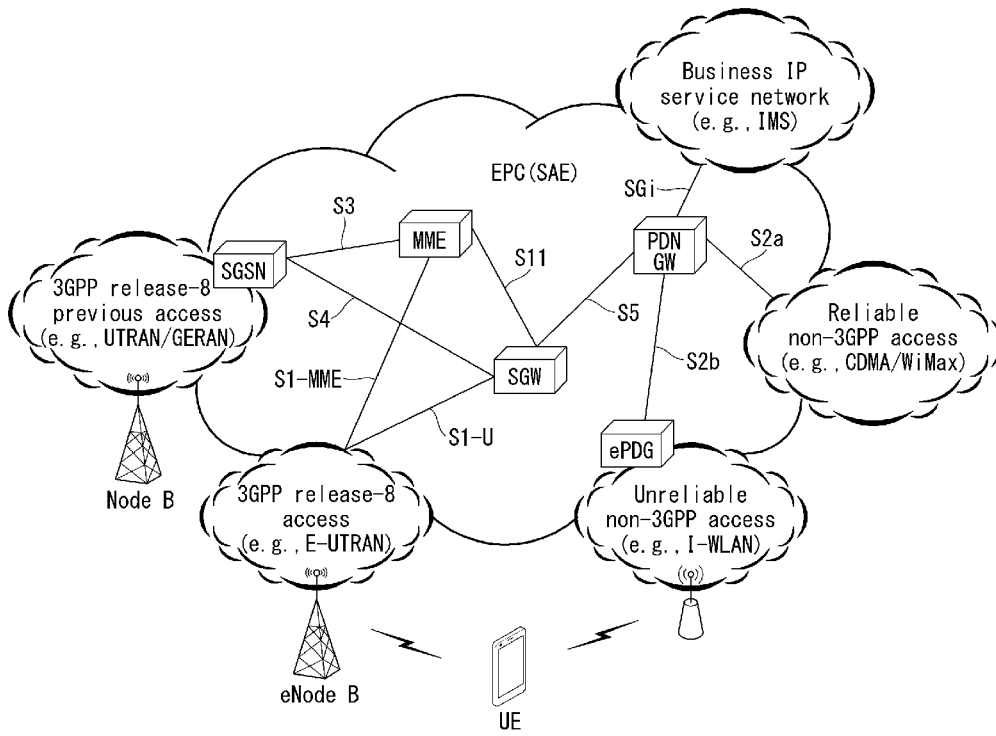 Business IP
service network
(e.g.,IMS)
EPC(SAE)
SGi
S3
MME
PDN
GW
S2a
SGSN
S11
3GPP release-8
previous access
(e.g.,UTRAN/GERAN)
S4
S5
Reliable
non-3GPP access
(e.g.,CDMA/WiMax)
S1-MME
SGW
S2b
S1-U
ePDG
Node B
3GPP release-8
access
(e.g.,E-UTRAN)
Unreliable
non-3GPP access
(e.g.,I-WLAN)
eNode B
UE